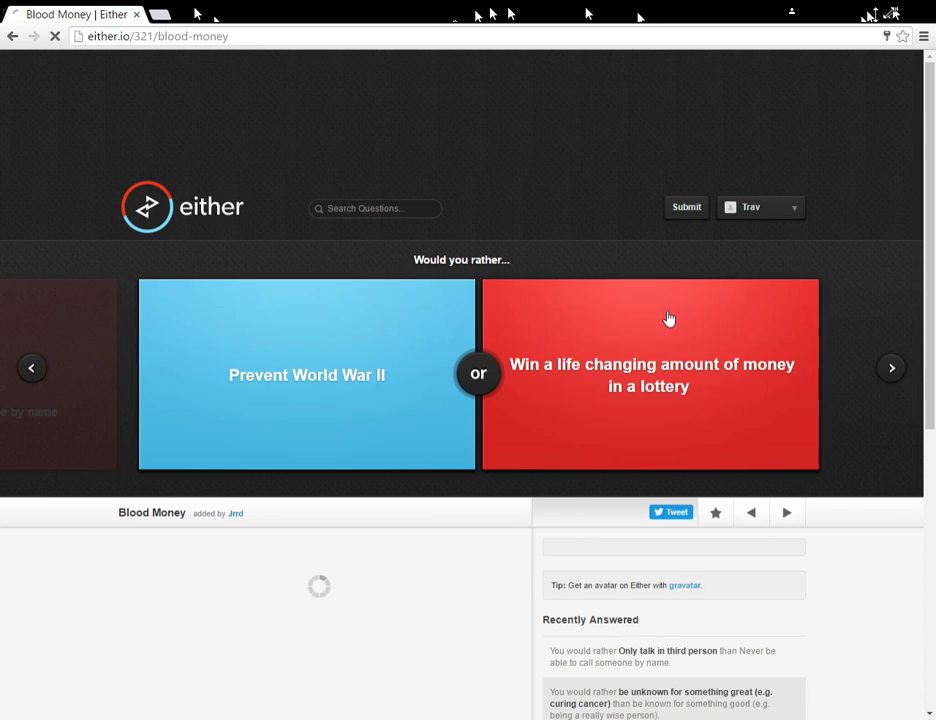 Blood Money | Either
either.io/321/blood-money
either
Search Questions...
Submit
Trav
Would you rather...
e by name
Prevent World War II
or
Win a life changing amount of money
in a lottery
Blood Money added by Jrrd
Tweet
Tip: Get an avatar on Either with gravatar.
Recently Answered
You would rather Only talk in third person than Never be
able to call someone by name.
You would rather be unknown for something great (e.g.
curing cancer) than be known for something good (e.g.
being a really wise person).